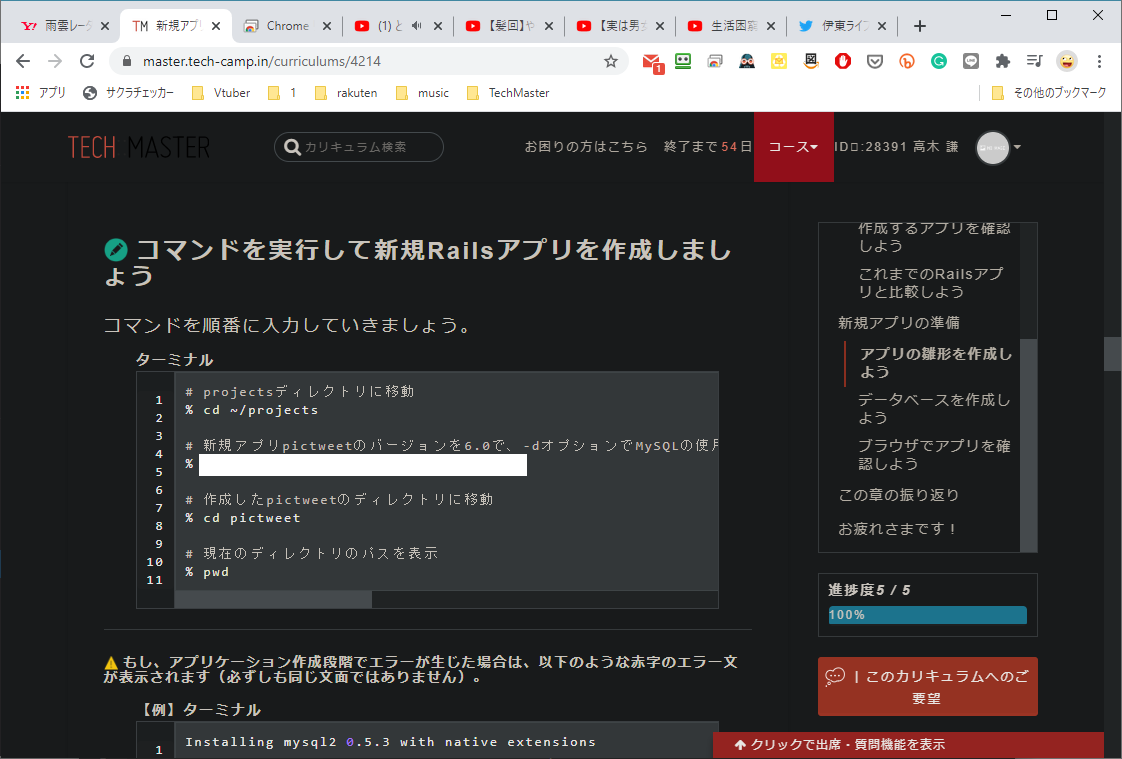 雨雲レーダ
TM 新規アプリ
Chrome
(1) と
【髪回】や
【実は男
生活困窮
伊東ライフ
master.tech-camp.in/curriculums/4214
アプリ
サクラチェッカー
Vtuber
1
rakuten
music
TechMaster
その他のブックマーク
TECH MASTER
カリキュラム検索
お困りの方はこちら
終了まで54日
コース
:28391 高木 謙
コマンドを実行して新規Railsアプリを作成しまし
ょう
コマンドを順番に入力していきましょう。
ターミナル
1
2
3
4
5
6
7
8
9
10
11
# projectsディレクトリに移動
% cd ~/projects
# 新規アプリpictweetのバージョンを6.0で、-dオプションでMySQLの使用
%
# 作成したpictweetのディレクトリに移動
% cd pictweet
# 現在のディレクトリのパスを表示
% pwd
もし、アプリケーション作成段階でエラーが生じた場合は、以下のような赤字のエラー文
が表示されます（必ずしも同じ文面ではありません）。
【例】ターミナル
1
Installing mysql2 0.5.3 with native extensions
作成するアプリを確認
しよう
これまでのRailsアプ
リと比較しよう
新規アプリの準備
アプリの雛形を作成し
よう
データベースを作成し
よう
ブラウザでアプリを確
認しよう
この章の振り返り
お疲れさまです！
進捗度5 / 5
100%
| このカリキュラムへのご
要望
クリックで出席・質問機能を表示